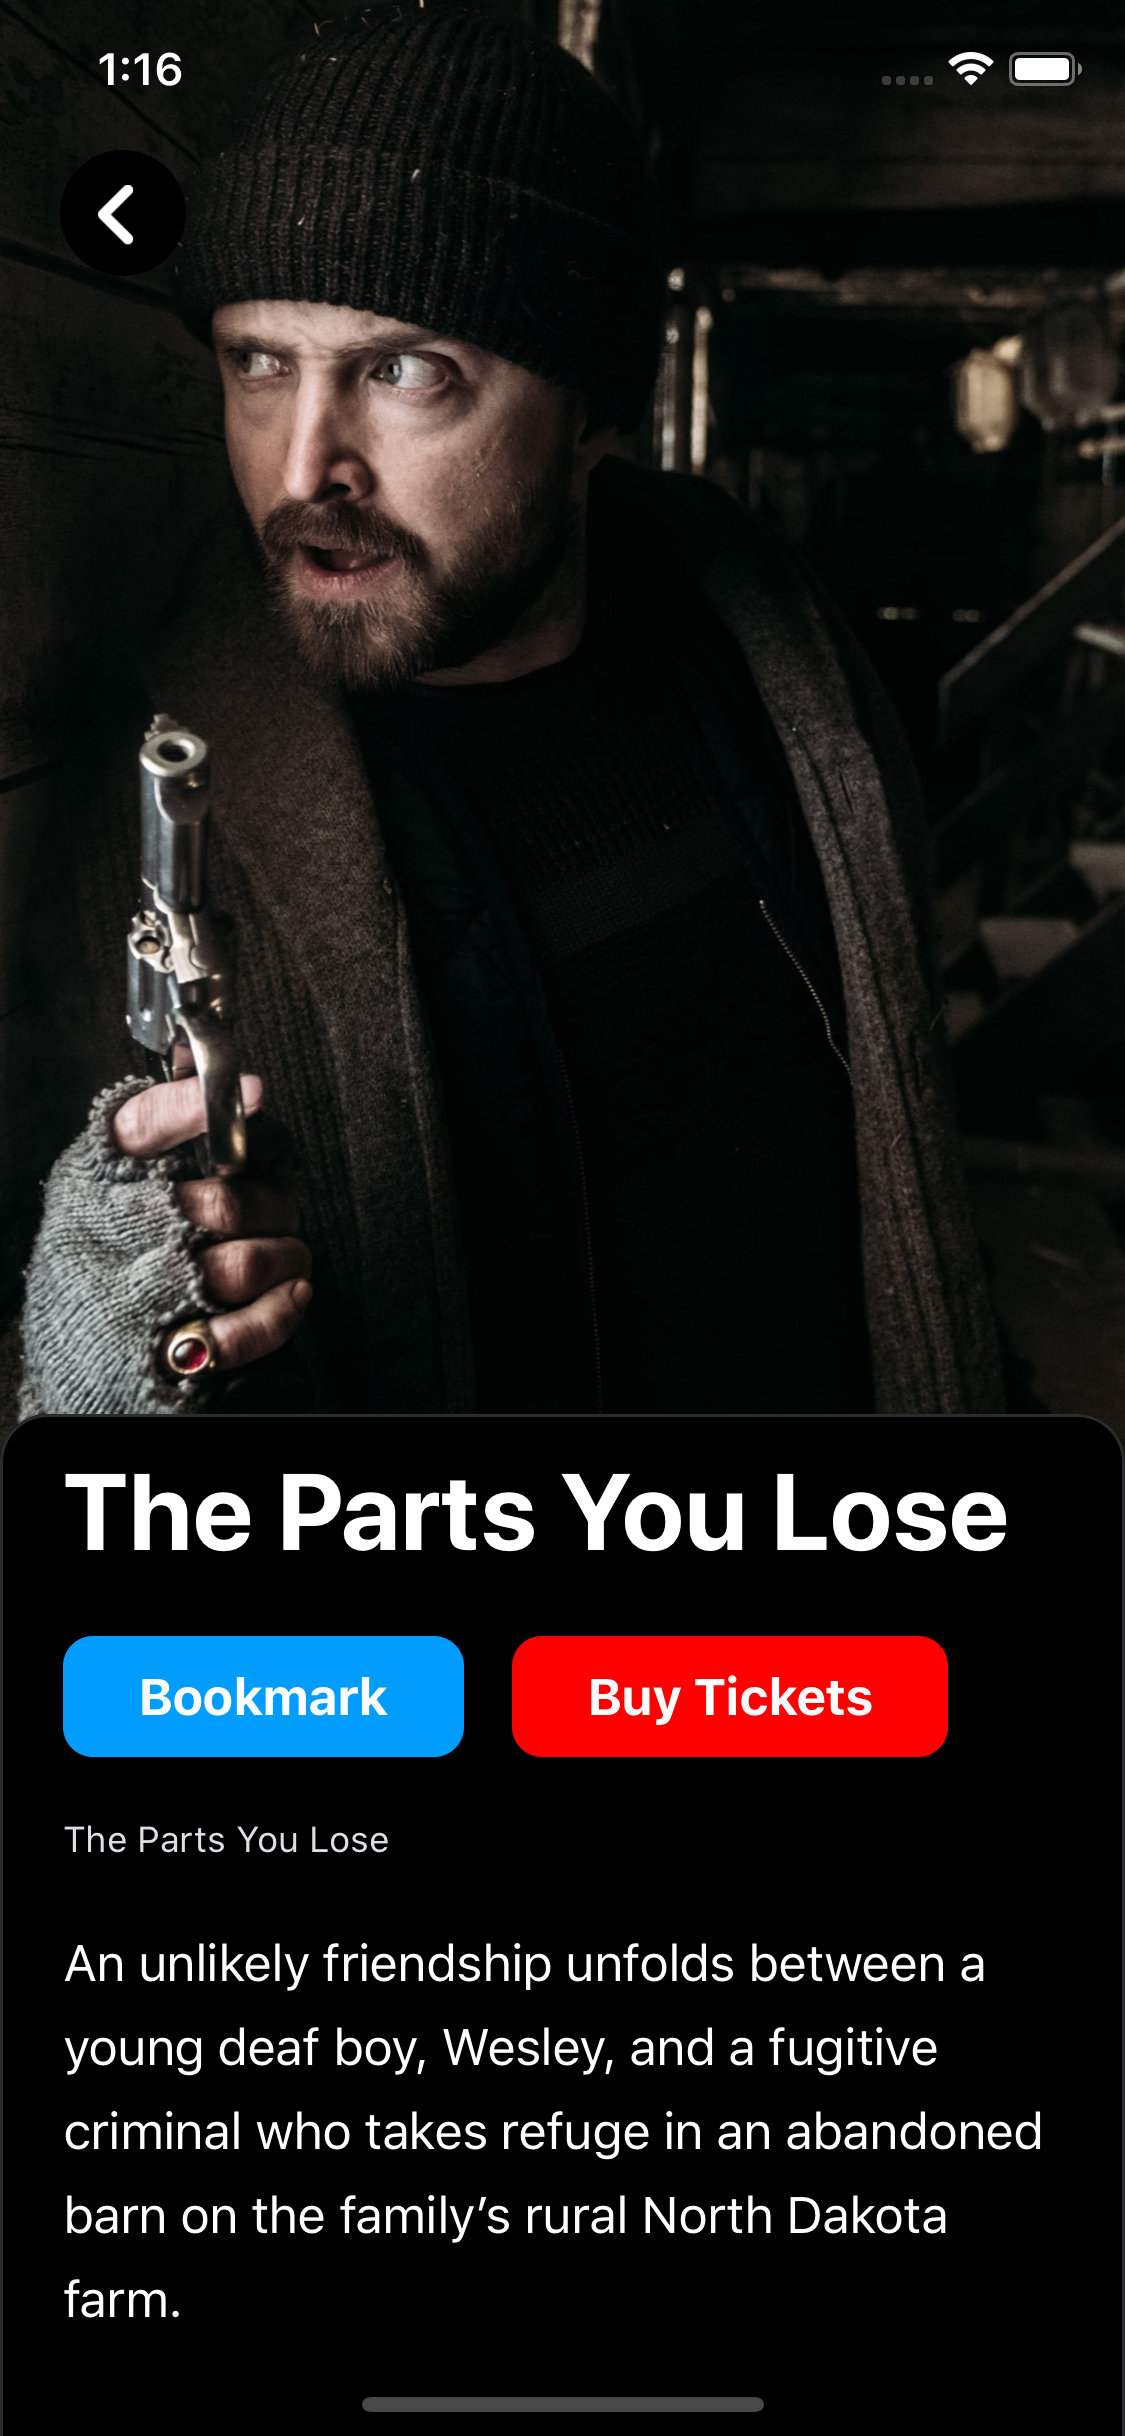 1:16
The Parts You Lose
Bookmark
Buy Tickets
The Parts You Lose
An unlikely friendship unfolds between a
young deaf boy, Wesley, and a fugitive
criminal who takes refuge in an abandoned
barn on the family’s rural North Dakota
farm.